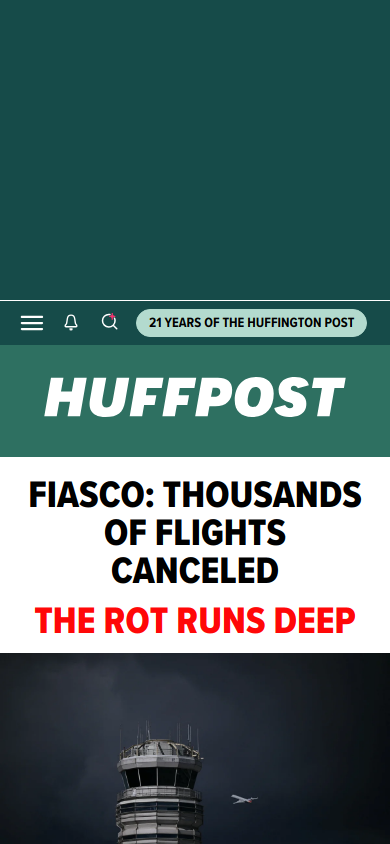 21 YEARS OF THE HUFFINGTON POST
HUFFPOST
FIASCO: THOUSANDS
OF FLIGHTS
CANCELED
THE ROT RUNS DEEP